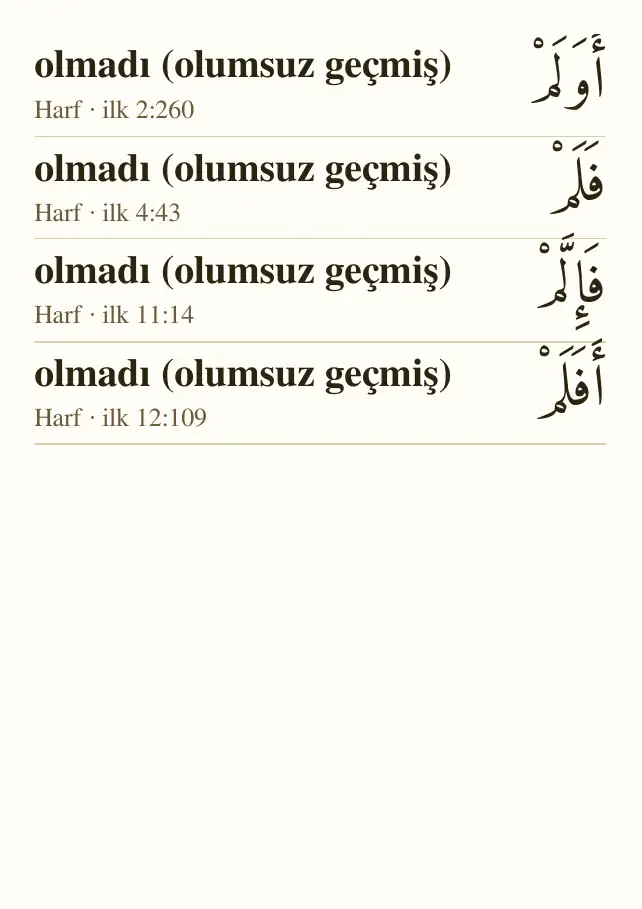 olmadı (olumsuz geçmiş) أَوَلَمْ
Harf · ilk 2:260
olmadı (olumsuz geçmiş) فَلَمْ
Harf · ilk 4:43
olmadı (olumsuz geçmiş) فَإِلَّمْ
Harf · ilk 11:14
olmadı (olumsuz geçmiş) أَفَلَمْ
Harf · ilk 12:109